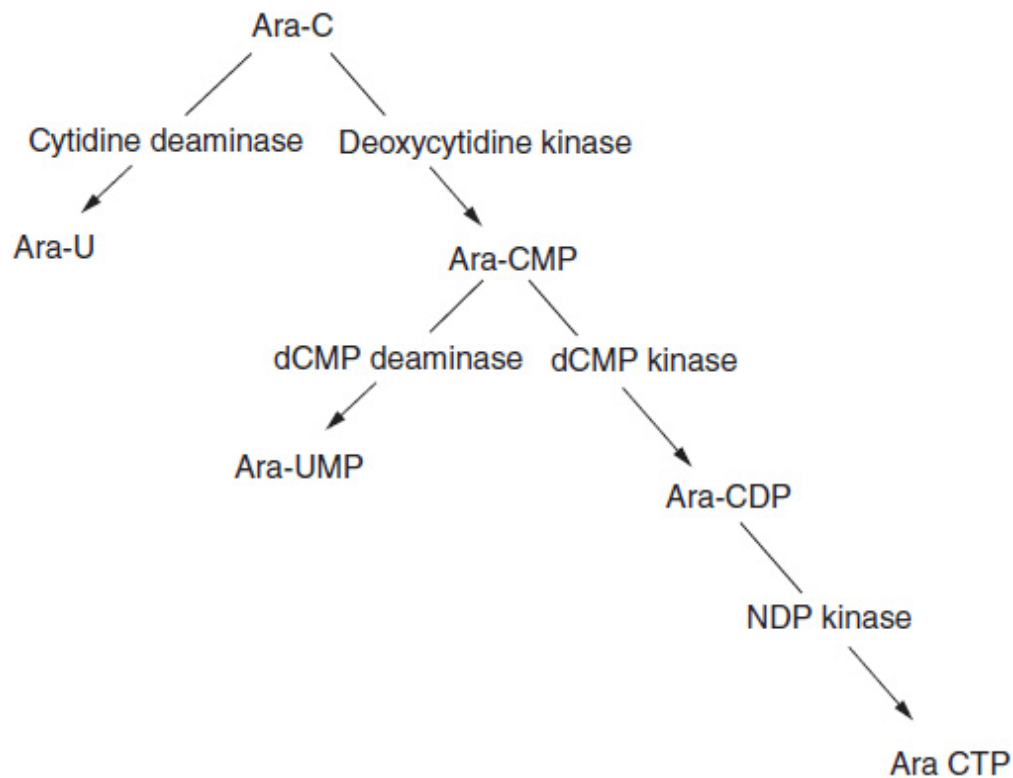 Ara-C
Cytidine deaminase
Deoxycytidine kinase
Ara-U
Ara-CMP
dCMP deaminase
dCMP kinase
Ara-UMP
Ara-CDP
NDP kinase
Ara CTP